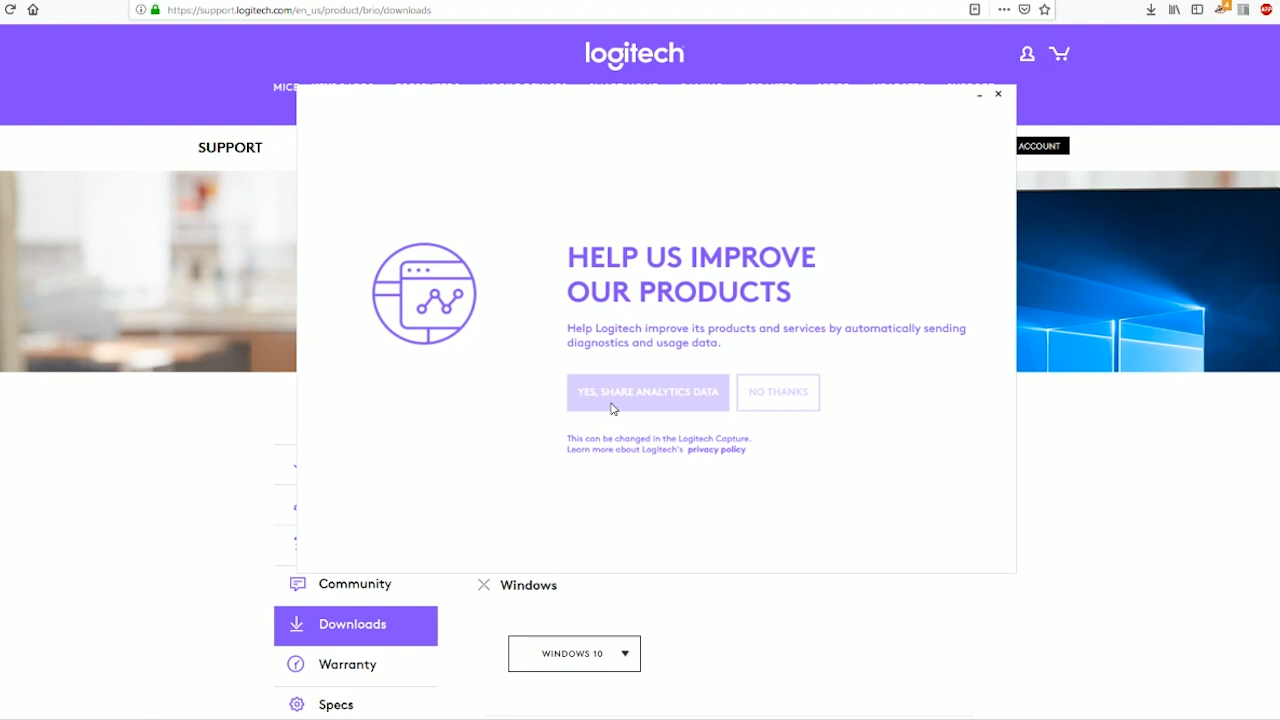 https://support.logitech.com/en_us/product/brio/downloads
4
ABP
logitech
MICE
SUPPORT
ACCOUNT
HELP US IMPROVE
OUR PRODUCTS
Help Logitech improve its products and services by automatically sending
diagnostics and usage data.
YES, SHARE ANALYTICS DATA
NO THANKS
This can be changed in the Logitech Capture.
Learn more about Logitech's privacy policy
Community
Windows
Downloads
WINDOWS 10
Warranty
Specs